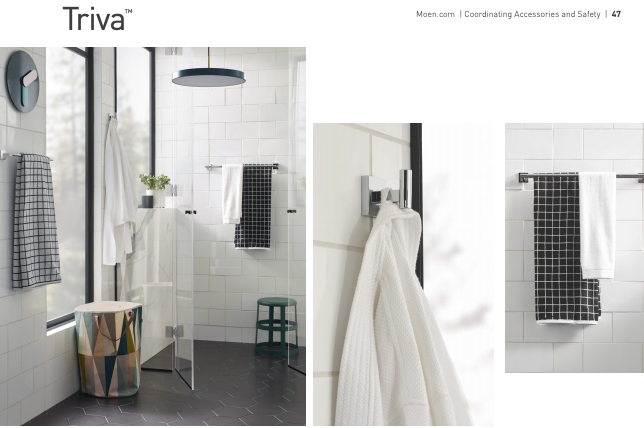 Triva™
Moen.com | Coordinating Accessories and Safety | 47